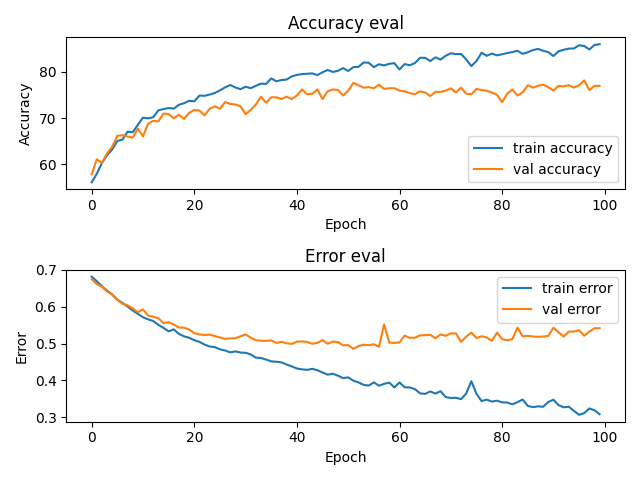 Accuracy eval
Accuracy
80
70
60
train accuracy
val accuracy
0 20 40 60 80 100
Epoch
Error eval
Error
0.7
0.6
0.5
0.4
0.3
train error
val error
0 20 40 60 80 100
Epoch